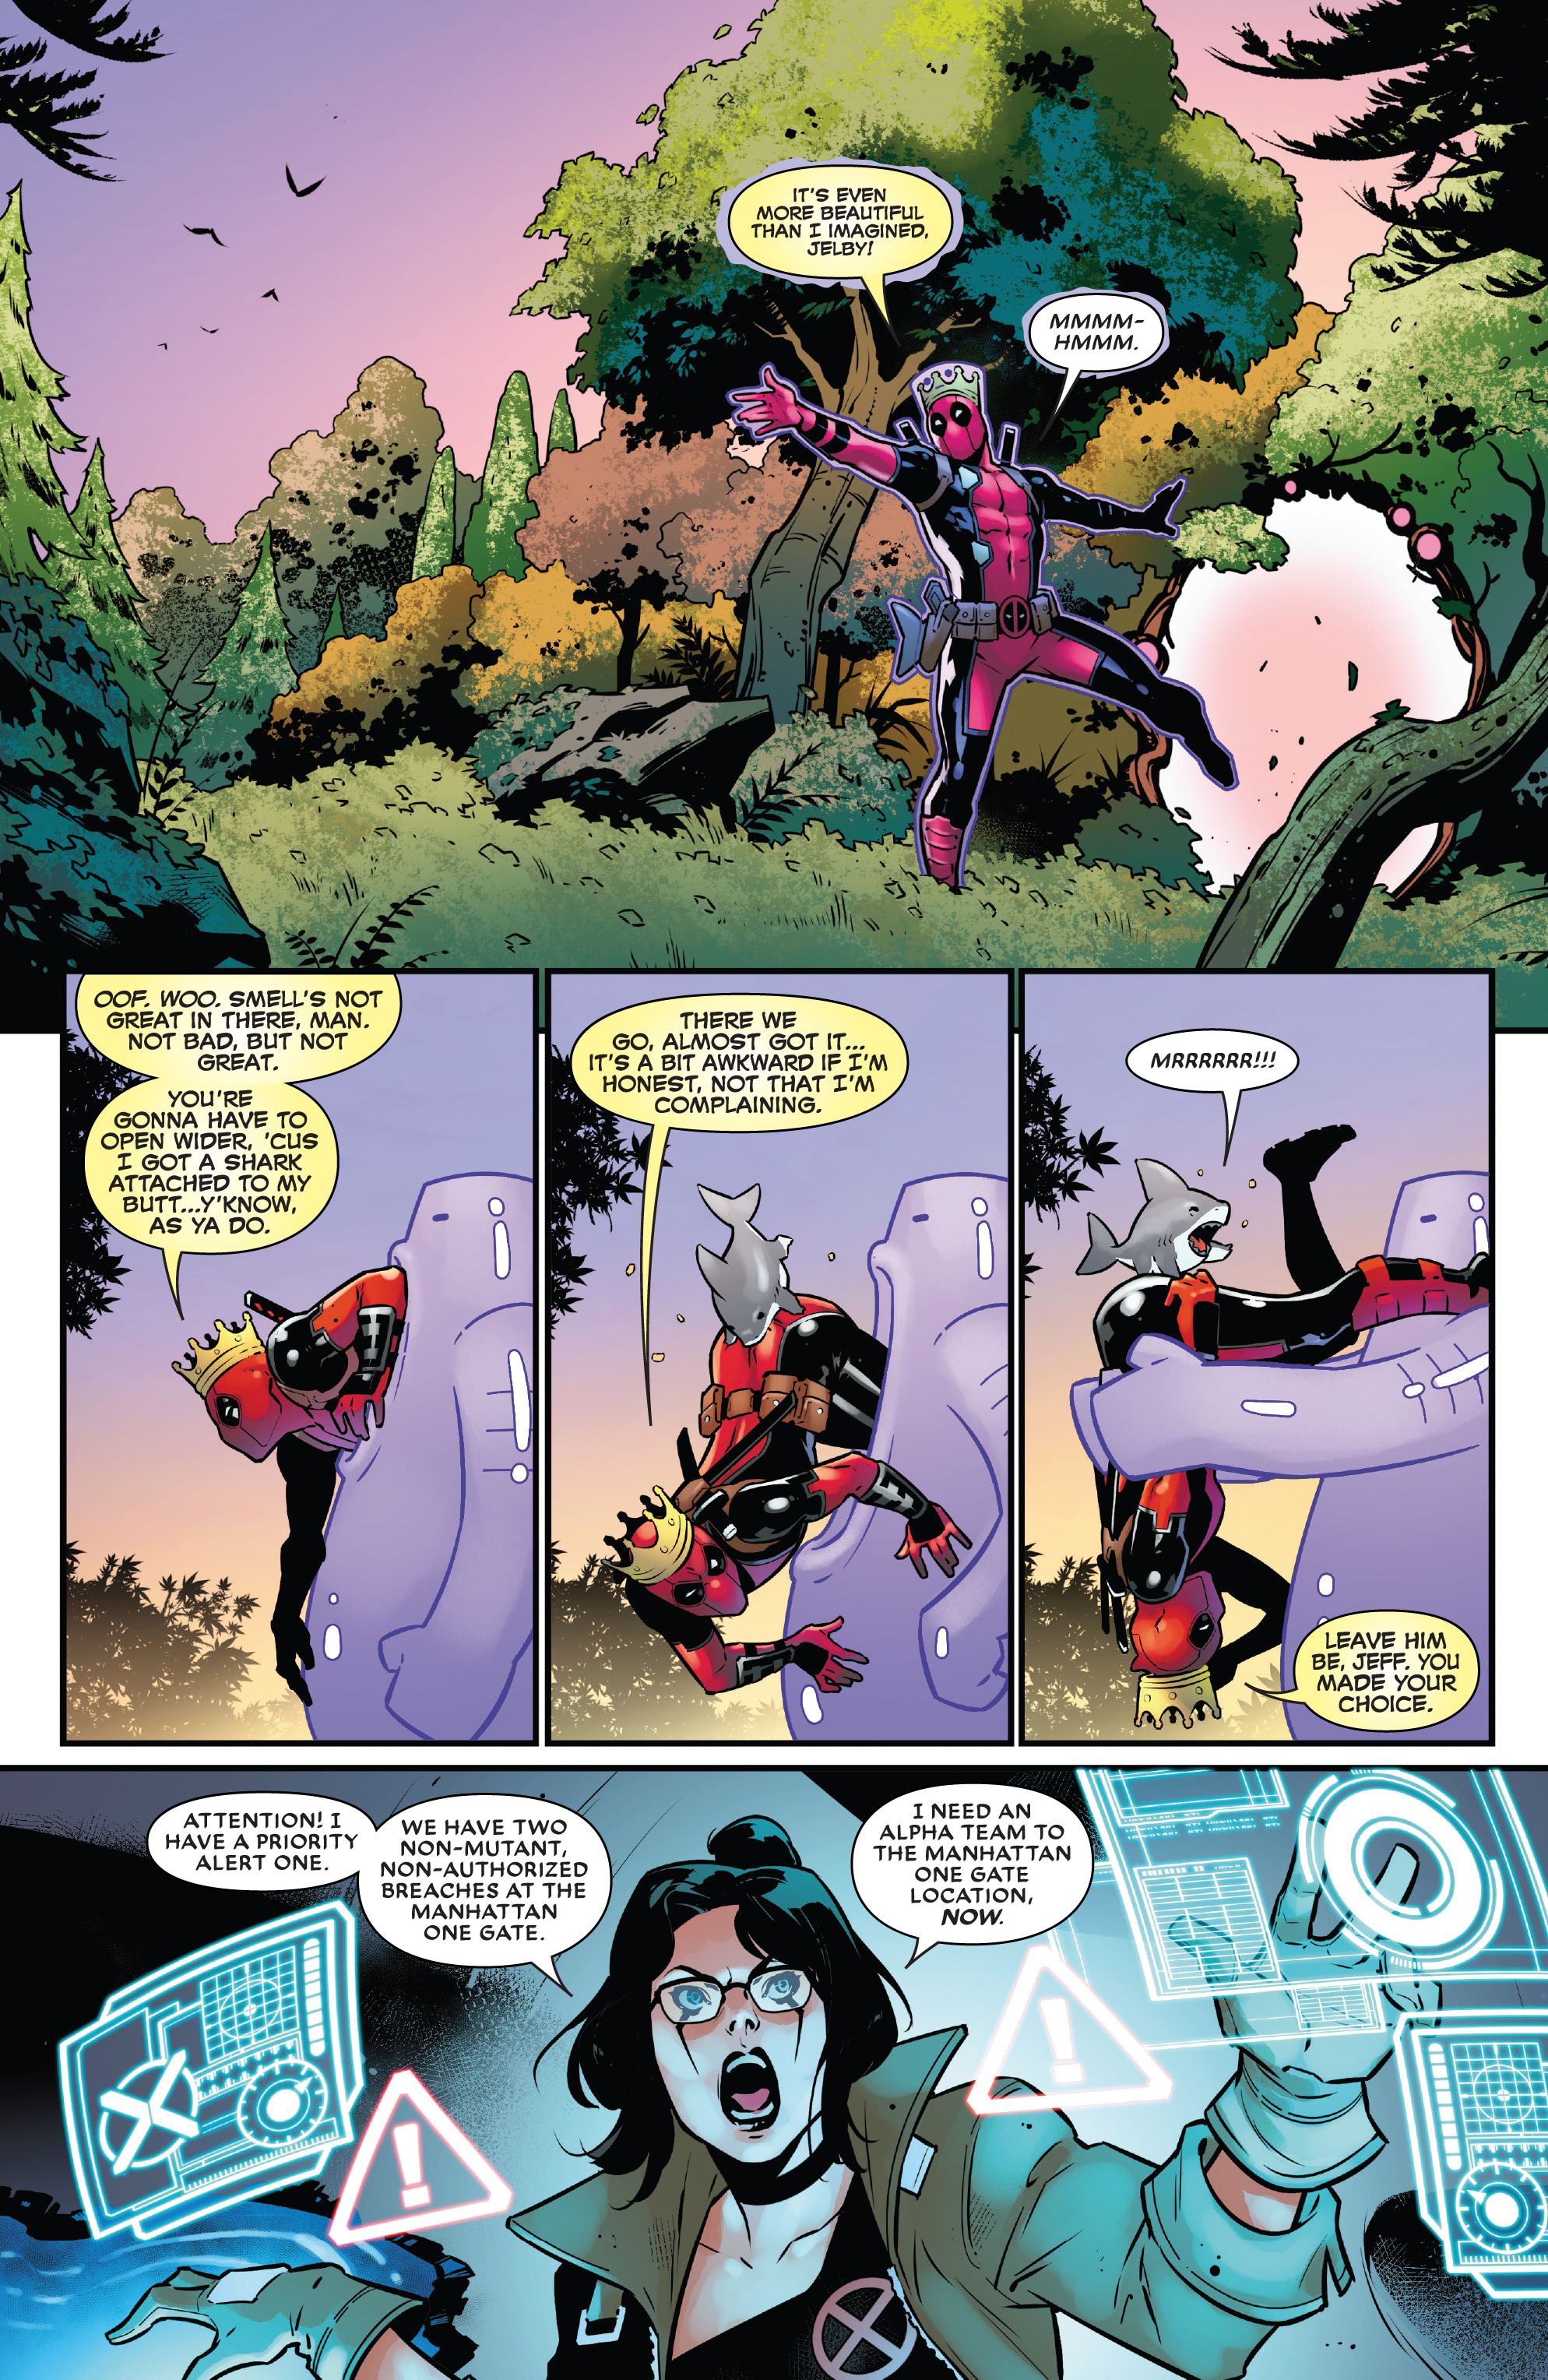 IT'S EVEN
MORE BEAUTIFUL
THAN I IMAGINED,
JELBY!
MMMM-
HMMM.
OOF. WOO. SMELL'S NOT
GREAT IN THERE, MAN.
NOT BAD, BUT NOT
GREAT.
YOU'RE
GONNA HAVE TO
OPEN WIDER, 'CUS
I GOT A SHARK
ATTACHED TO MY
BUTT...Y'KNOW,
AS YA DO.
THERE WE
GO, ALMOST GOT IT...
IT'S A BIT AWKWARD IF I'M
HONEST, NOT THAT I'M
COMPLAINING.
MRRRRRR!!!
LEAVE HIM
BE, JEFF. YOU
MADE YOUR
CHOICE.
ATTENTION! I
HAVE A PRIORITY
ALERT ONE.
WE HAVE TWO
NON-MUTANT,
NON-AUTHORIZED
BREACHES AT THE
MANHATTAN
ONE GATE.
I NEED AN
ALPHA TEAM TO
THE MANHATTAN
ONE GATE
LOCATION,
NOW.
!
!